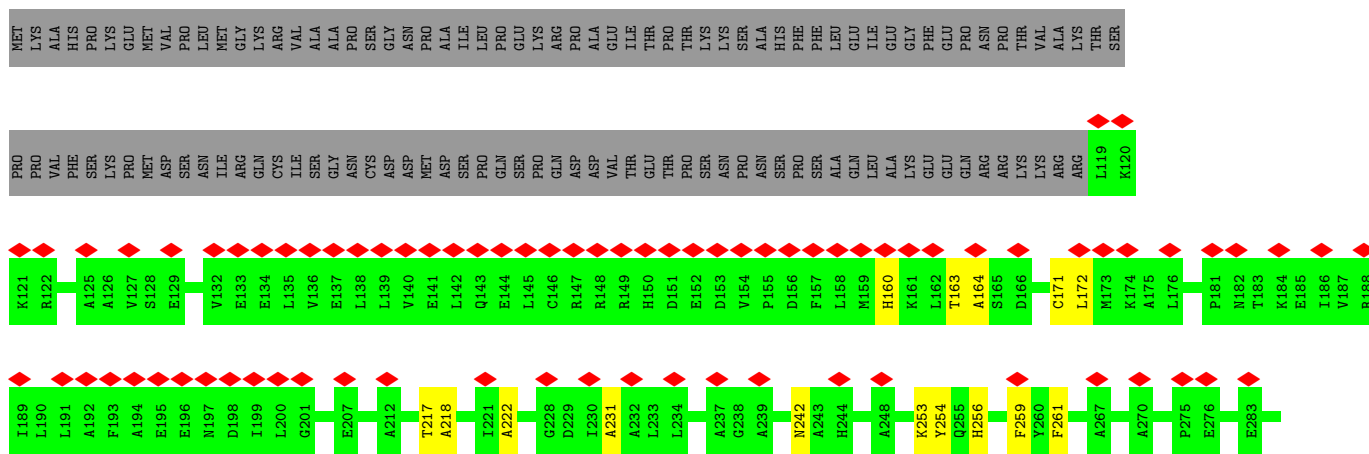 MET LYS ALA HIS PRO LYS GLU MET VAL PRO LEU MET GLY LYS ARG VAL ALA ALA PRO SER GLY ASN PRO ALA ILE LEU PRO GLU LYS ARG PRO ALA GLU ILE THR PRO THR LYS LYS SER ALA HIS PHE PHE LEU GLU ILE GLU GLY PHE GLU PRO ASN PRO THR VAL ALA LYS THR SER
PRO PRO VAL PHE SER LYS PRO MET ASP SER ASN ILE ARG GLN CYS ILE SER GLY ASN CYS ASP ASP MET ASP SER PRO GLN SER PRO GLN ASP ASP VAL THR GLU THR PRO SER ASN PRO ASN SER PRO SER ALA GLN LEU ALA LYS GLU GLU GLN ARG ARG LYS LYS ARG ARG L119 K120
K121 R122 A125 A126 V127 S128 E129 V132 E133 E134 L135 V136 E137 L138 L139 V140 E141 L142 Q143 E144 L145 C146 R147 R148 R149 H150 D151 E152 D153 V154 P155 D156 F157 L158 M159 H160 K161 L162 T163 A164 S165 D166 C171 L172 M173 K174 A175 L176 P181 N182 T183 K184 E185 I186 V187 R188
I189 L190 L191 A192 F193 A194 E195 E196 N197 D198 I199 L200 G201 E207 A212 T217 A218 I221 A222 G228 D229 I230 A231 A232 L233 L234 A237 G238 A239 N242 A243 H244 A248 K253 Y254 Q255 H256 F259 Y260 F261 A267 A270 P275 E276 E283